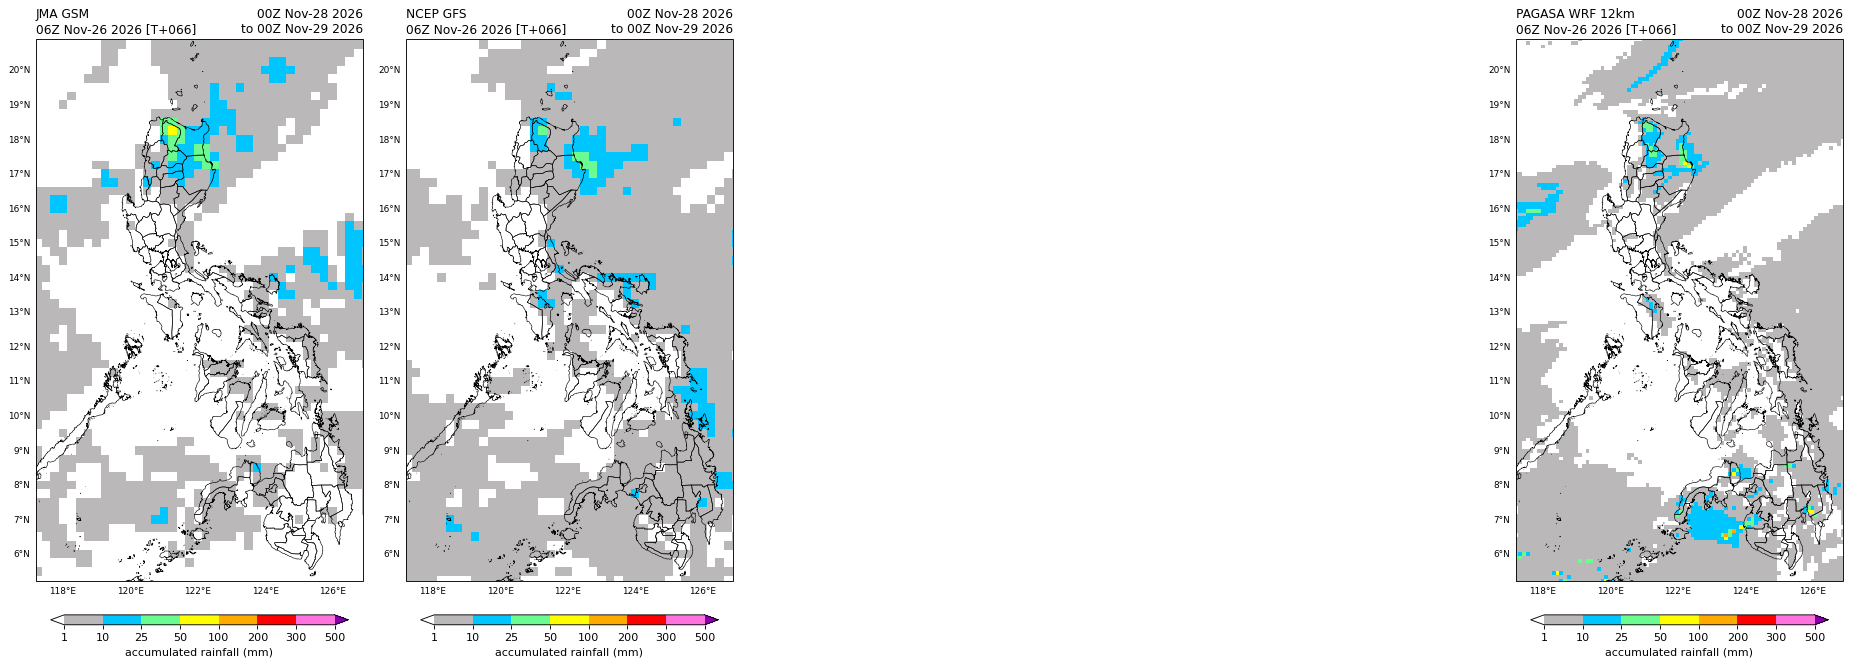 JMA GSM 00Z Nov-28 2026
06Z Nov-26 2026 [T+066] to 00Z Nov-29 2026
20°N
19°N
18°N
17°N
16°N
15°N
14°N
13°N
12°N
11°N
10°N
9°N
8°N
7°N
6°N
118°E 120°E 122°E 124°E 126°E
1 10 25 50 100 200 300 500
accumulated rainfall (mm)
NCEP GFS 00Z Nov-28 2026
06Z Nov-26 2026 [T+066] to 00Z Nov-29 2026
20°N
19°N
18°N
17°N
16°N
15°N
14°N
13°N
12°N
11°N
10°N
9°N
8°N
7°N
6°N
118°E 120°E 122°E 124°E 126°E
1 10 25 50 100 200 300 500
accumulated rainfall (mm)
PAGASA WRF 12km 00Z Nov-28 2026
06Z Nov-26 2026 [T+066] to 00Z Nov-29 2026
20°N
19°N
18°N
17°N
16°N
15°N
14°N
13°N
12°N
11°N
10°N
9°N
8°N
7°N
6°N
118°E 120°E 122°E 124°E 126°E
1 10 25 50 100 200 300 500
accumulated rainfall (mm)